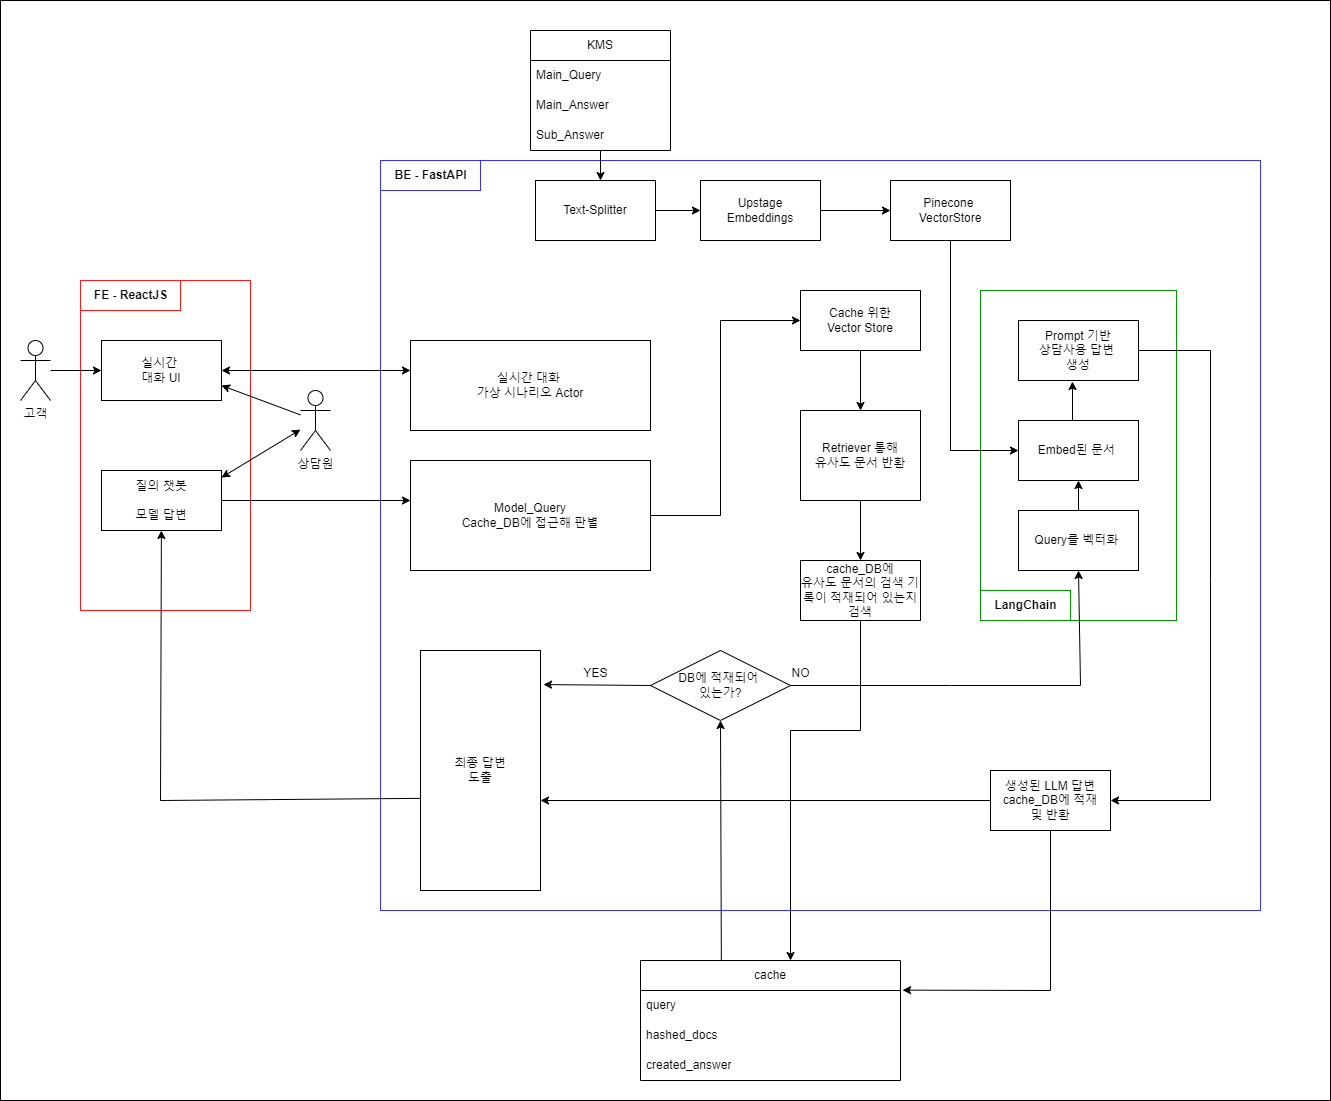 KMS
Main_Query
Main_Answer
Sub_Answer
BE - FastAPI
Text-Splitter
Upstage
Embeddings
Pinecone
VectorStore
FE - ReactJS
실시간
대화 UI
고객
상담원
질의 챗봇
모델 답변
실시간 대화
가상 시나리오 Actor
Model_Query
Cache_DB에 접근해 판별
Cache 위한
Vector Store
Retriever 통해
유사도 문서 반환
cache_DB에
유사도 문서의 검색 기
록이 적재되어 있는지
검색
Prompt 기반
상담사용 답변
생성
Embed된 문서
Query를 벡터화
LangChain
YES
DB에 적재되어
있는가?
NO
최종 답변
도출
생성된 LLM 답변
cache_DB에 적재
및 반환
cache
query
hashed_docs
created_answer